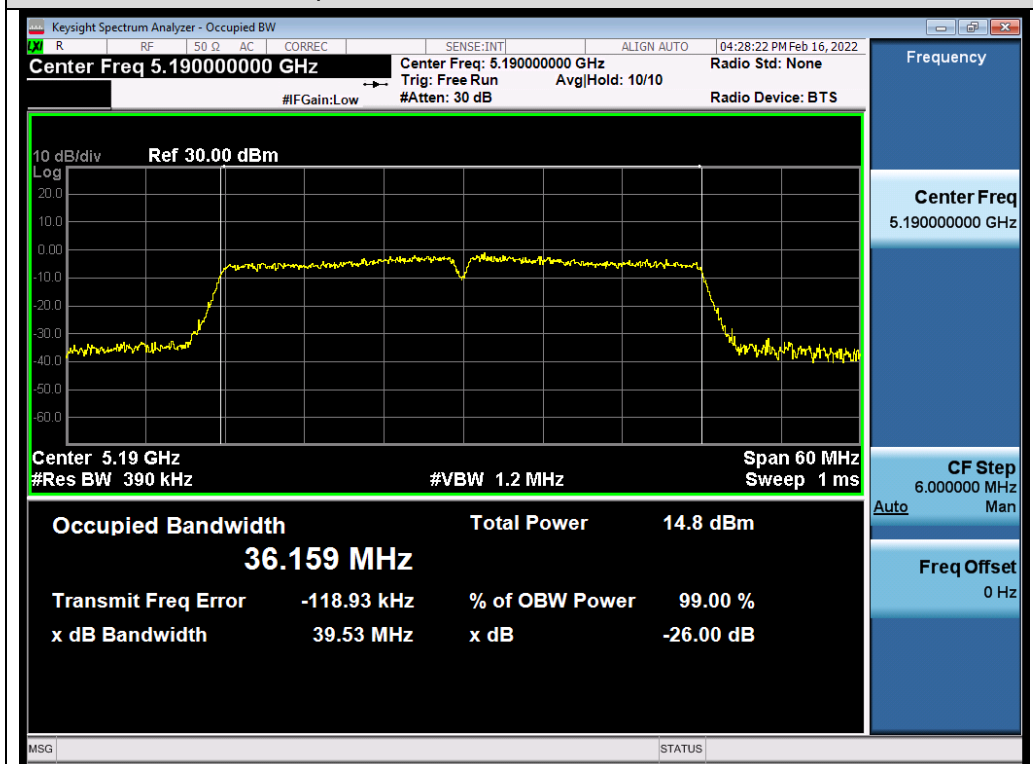 Keysight Spectrum Analyzer - Occupied BW
LXI R RF 50 Ω AC CORREC SENSE:INT ALIGN AUTO 04:28:22 PM Feb 16, 2022
Center Freq 5.190000000 GHz Center Freq: 5.190000000 GHz Radio Std: None
Trig: Free Run Avg|Hold: 10/10
#IFGain:Low #Atten: 30 dB Radio Device: BTS
10 dB/div Ref 30.00 dBm
Log
20.0
10.0
0.00
-10.0
-20.0
-30.0
-40.0
-50.0
-60.0
Center 5.19 GHz Span 60 MHz
#Res BW 390 kHz #VBW 1.2 MHz Sweep 1 ms
Occupied Bandwidth Total Power 14.8 dBm
36.159 MHz
Transmit Freq Error -118.93 kHz % of OBW Power 99.00 %
x dB Bandwidth 39.53 MHz x dB -26.00 dB
MSG STATUS
Frequency
Center Freq
5.190000000 GHz
CF Step
6.000000 MHz
Auto Man
Freq Offset
0 Hz